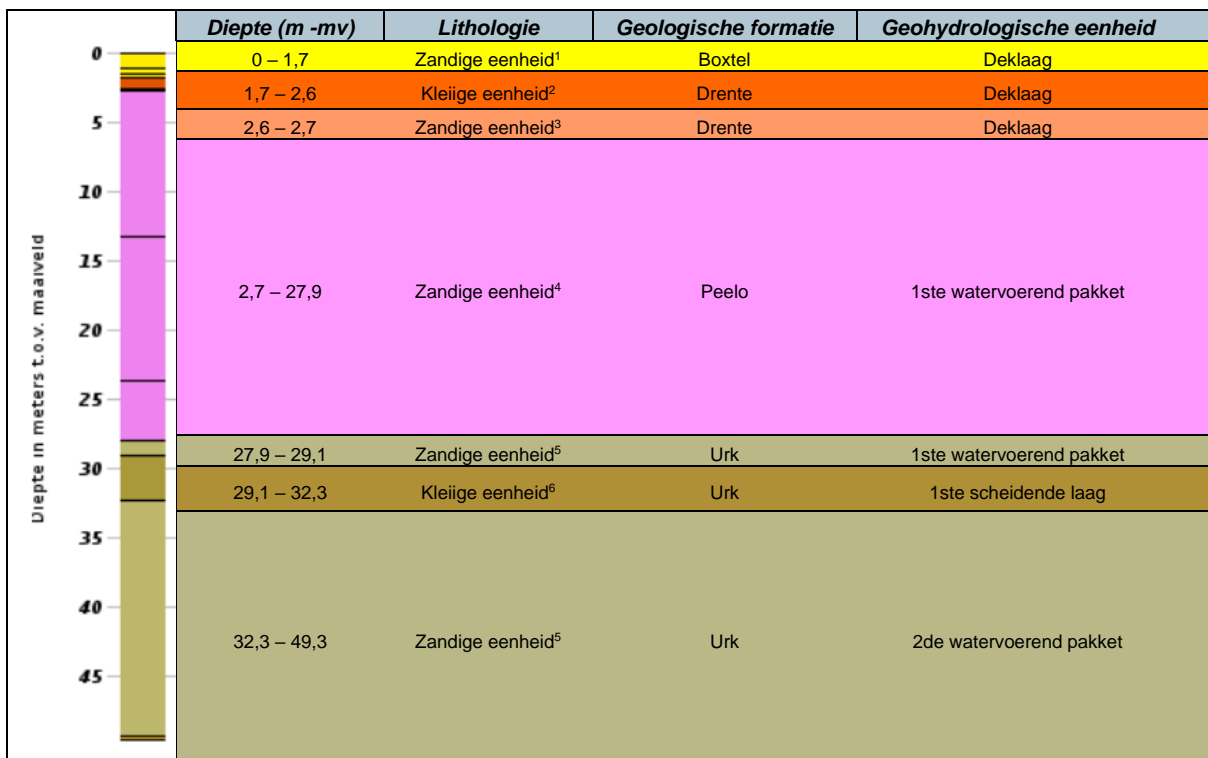 Diepte (m -mv) Lithologie Geologische formatie Geohydrologische eenheid
0 – 1,7 Zandige eenheid¹ Boxtel Deklaag
1,7 – 2,6 Kleiige eenheid² Drente Deklaag
2,6 – 2,7 Zandige eenheid³ Drente Deklaag
2,7 – 27,9 Zandige eenheid⁴ Peelo 1ste watervoerend pakket
27,9 – 29,1 Zandige eenheid⁵ Urk 1ste watervoerend pakket
29,1 – 32,3 Kleiige eenheid⁶ Urk 1ste scheidende laag
32,3 – 49,3 Zandige eenheid⁵ Urk 2de watervoerend pakket
Diepte in meters t.o.v. maaiveld
0
5
10
15
20
25
30
35
40
45